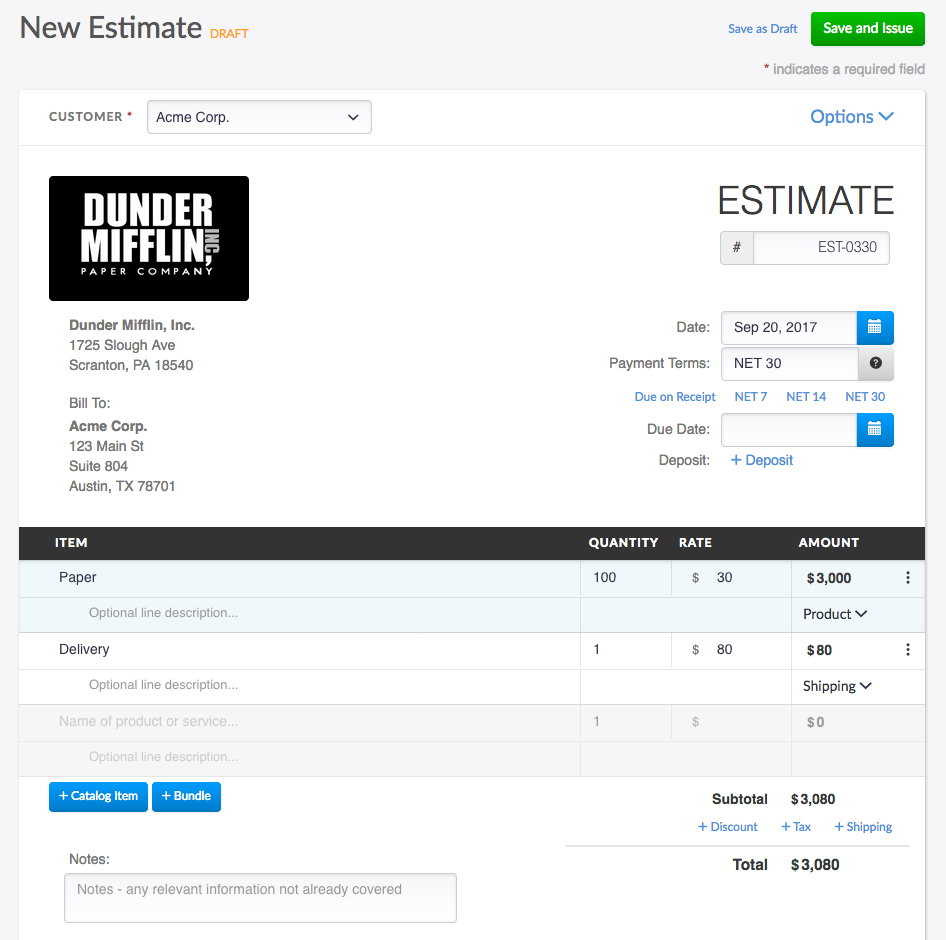 New Estimate DRAFT
Save as Draft Save and Issue
* indicates a required field
CUSTOMER * Acme Corp.
Options
DUNDER
MIFFLIN, INC
PAPER COMPANY
ESTIMATE
# EST-0330
Dunder Mifflin, Inc.
1725 Slough Ave
Scranton, PA 18540
Bill To:
Acme Corp.
123 Main St
Suite 804
Austin, TX 78701
Date: Sep 20, 2017
Payment Terms: NET 30 ?
Due on Receipt NET 7 NET 14 NET 30
Due Date:
Deposit: + Deposit
ITEM QUANTITY RATE AMOUNT
Paper 100 $ 30 $3,000
Optional line description... Product
Delivery 1 $ 80 $80
Optional line description... Shipping
Name of product or service... 1 $ $0
Optional line description...
+ Catalog Item + Bundle
Subtotal $3,080
+ Discount + Tax + Shipping
Total $3,080
Notes:
Notes - any relevant information not already covered